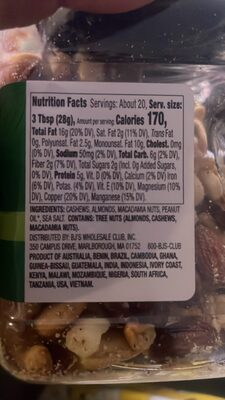 Nutrition Facts Servings: About 20, Serv. size:
3 Tbsp (28g), Amount per serving: Calories 170,
Total Fat 16g (20% DV), Sat. Fat 2g (11% DV), Trans Fat
0g, Polyunsat. Fat 2.5g, Monounsat. Fat 10g, Cholest. 0mg
(0% DV), Sodium 50mg (2% DV), Total Carb. 6g (2% DV),
Fiber 2g (7% DV), Total Sugars 2g (Incl. 0g Added Sugars,
0% DV), Protein 5g, Vit. D (0% DV), Calcium (2% DV) Iron
(6% DV), Potas. (4% DV), Vit. E (10% DV), Magnesium (10%
DV), Copper (20% DV), Manganese (15% DV).
INGREDIENTS: CASHEWS, ALMONDS, MACADAMIA NUTS, PEANUT
OIL*, SEA SALT. CONTAINS: TREE NUTS (ALMONDS, CASHEWS,
MACADAMIA NUTS).
DISTRIBUTED BY: BJ'S WHOLESALE CLUB, INC.
350 CAMPUS DRIVE, MARLBOROUGH, MA 01752 600-BJS-CLUB
PRODUCT OF AUSTRALIA, BENIN, BRAZIL, CAMBODIA, GHANA,
GUINEA-BISSAU, GUATEMALA, INDIA, INDONESIA, IVORY COAST,
KENYA, MALAWI, MOZAMBIQUE, NIGERIA, SOUTH AFRICA,
TANZANIA, USA, VIETNAM.